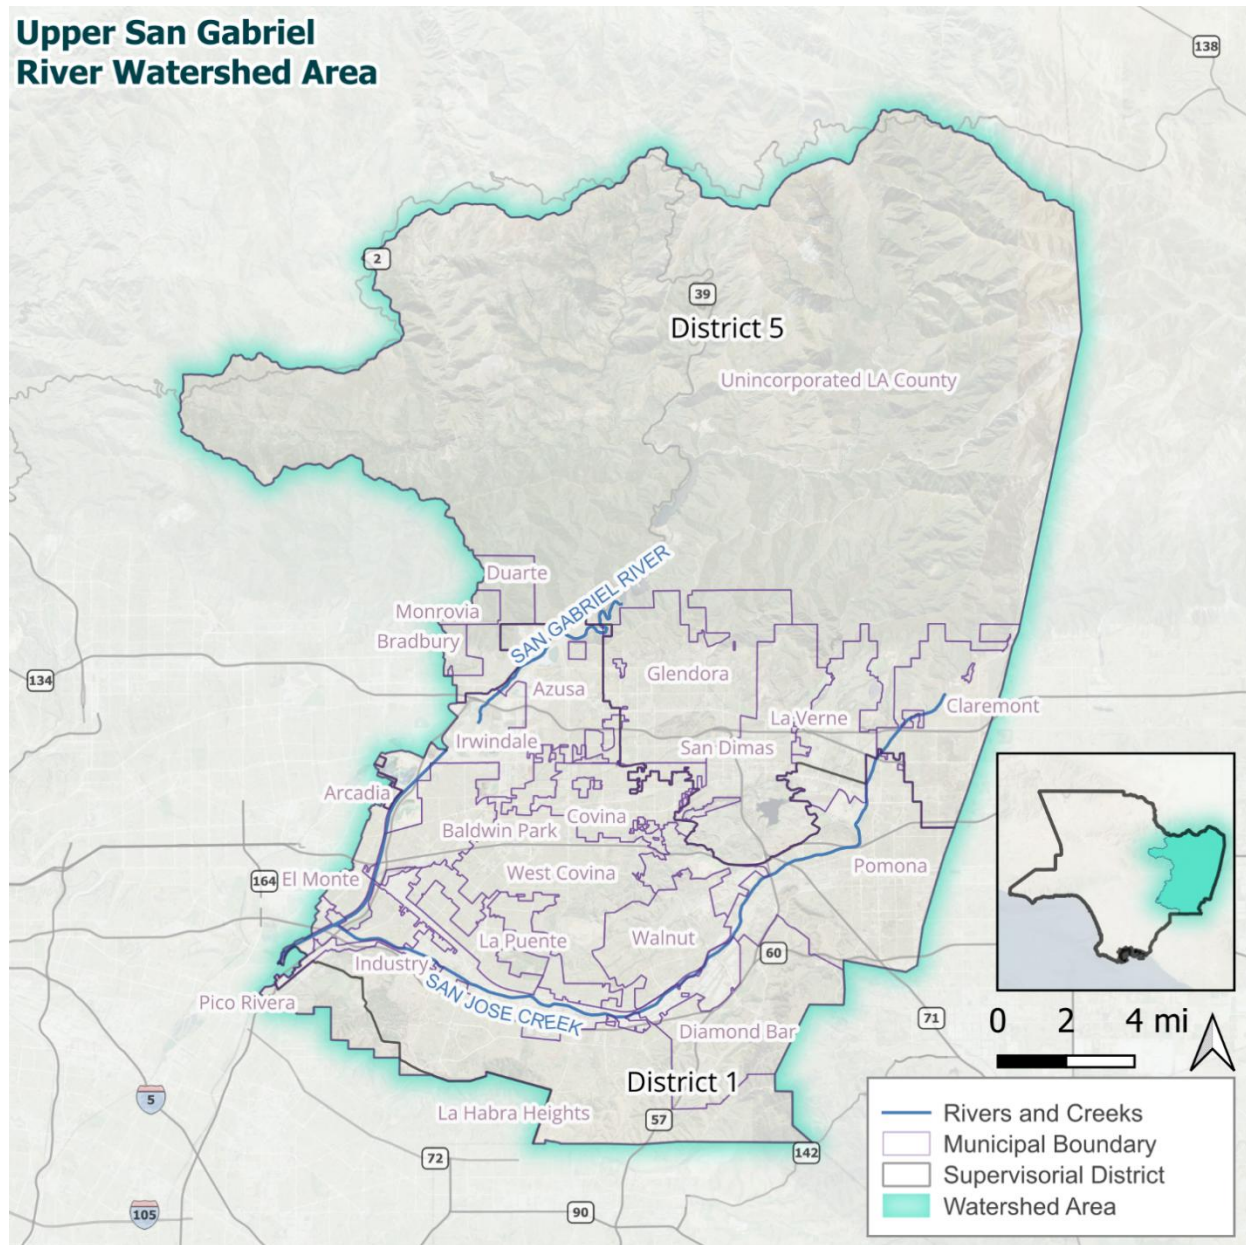 Upper San Gabriel
River Watershed Area
138
2
39
District 5
Unincorporated LA County
Duarte
SAN GABRIEL RIVER
Monrovia
Bradbury
Glendora
134
Azusa
Claremont
La Verne
Irwindale
San Dimas
Arcadia
Covina
Baldwin Park
West Covina
Pomona
164
El Monte
La Puente
Walnut
60
Industry
SAN JOSE CREEK
Pico Rivera
71
Diamond Bar
0 2 4 mi
District 1
5
La Habra Heights
57
72
142
105
90
Rivers and Creeks
Municipal Boundary
Supervisorial District
Watershed Area